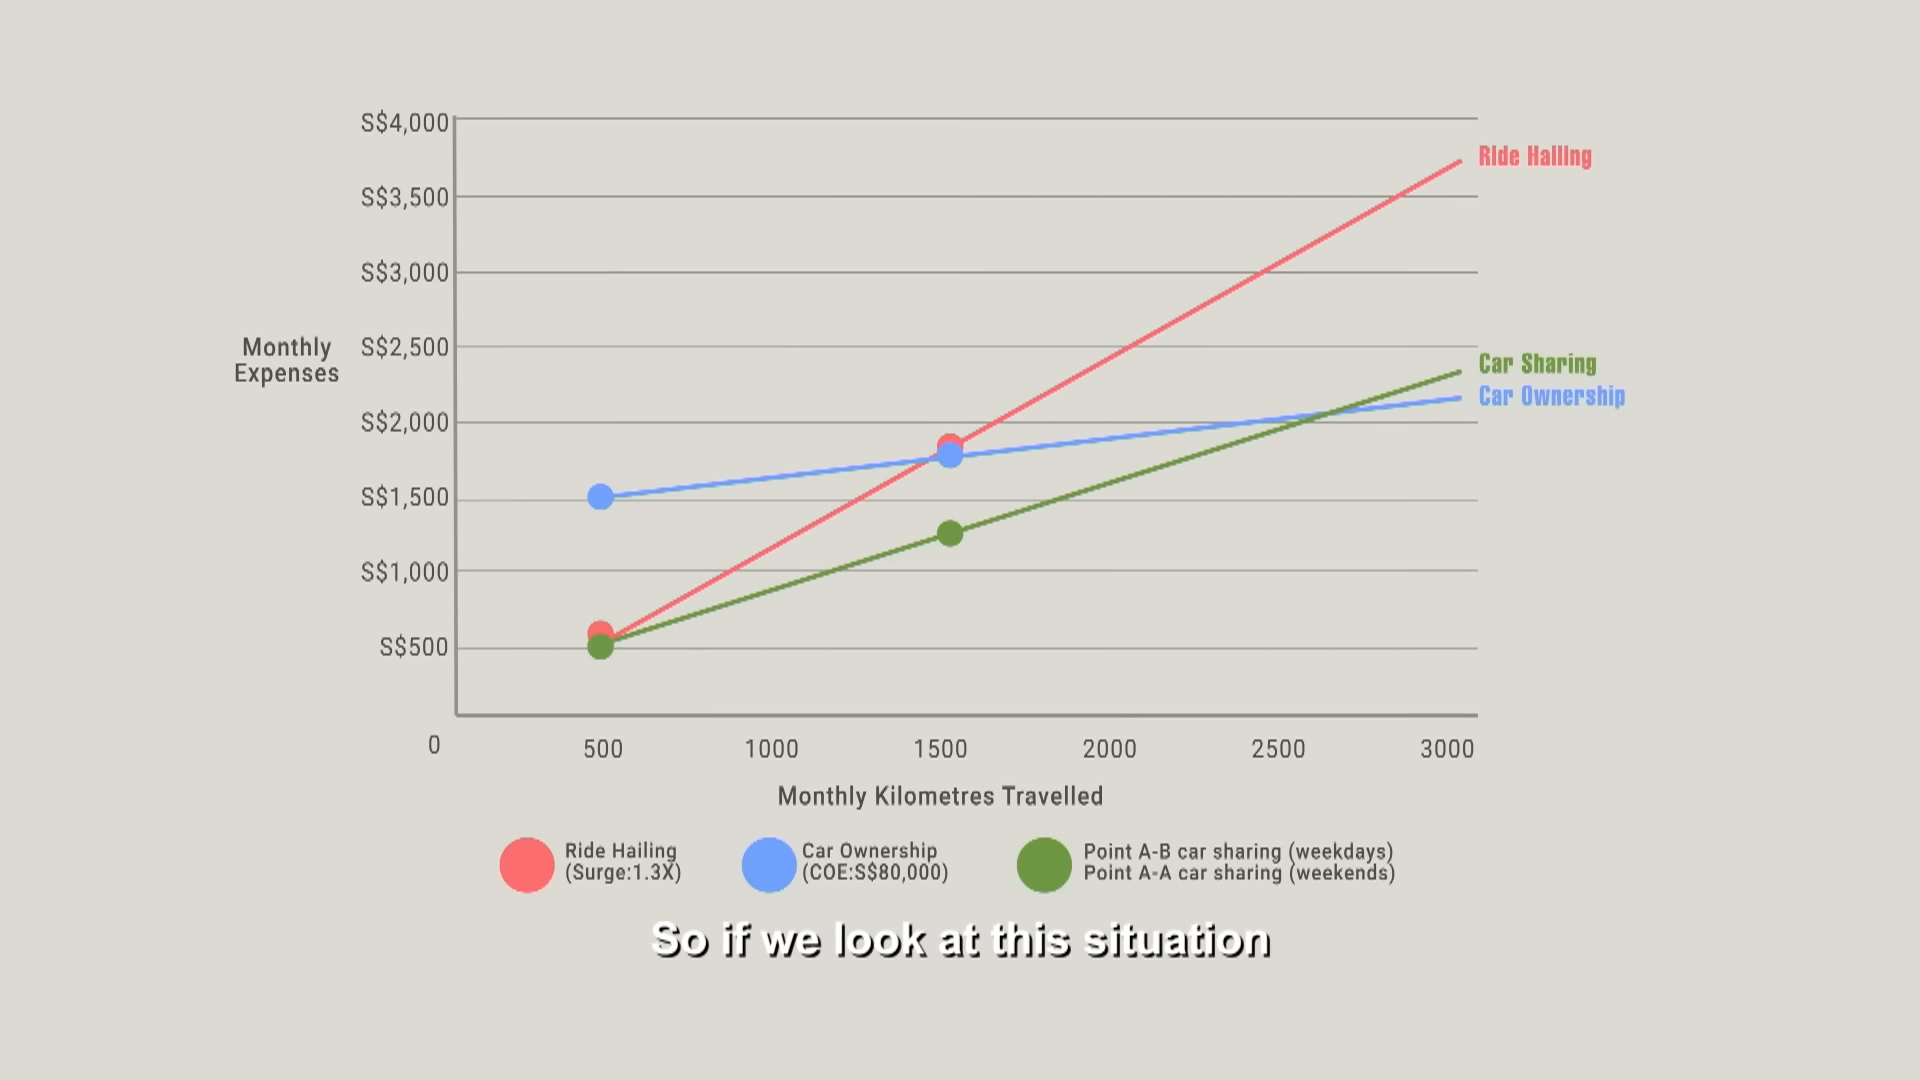 S$4,000
Ride Hailing
S$3,500
S$3,000
Monthly
Expenses
S$2,500
Car Sharing
Car Ownership
S$2,000
S$1,500
S$1,000
S$500
0
500
1000
1500
2000
2500
3000
Monthly Kilometres Travelled
Ride Hailing
(Surge:1.3X)
Car Ownership
(COE:S$80,000)
Point A-B car sharing (weekdays)
Point A-A car sharing (weekends)
So if we look at this situation